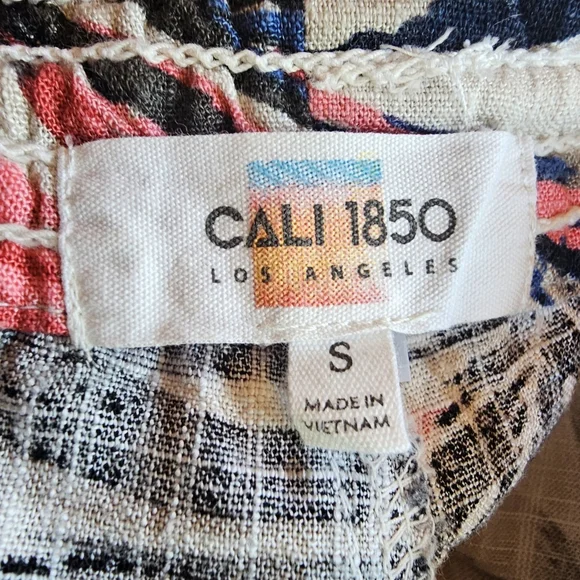 CALI 1850
LOS ANGELES
S
MADE IN
VIETNAM